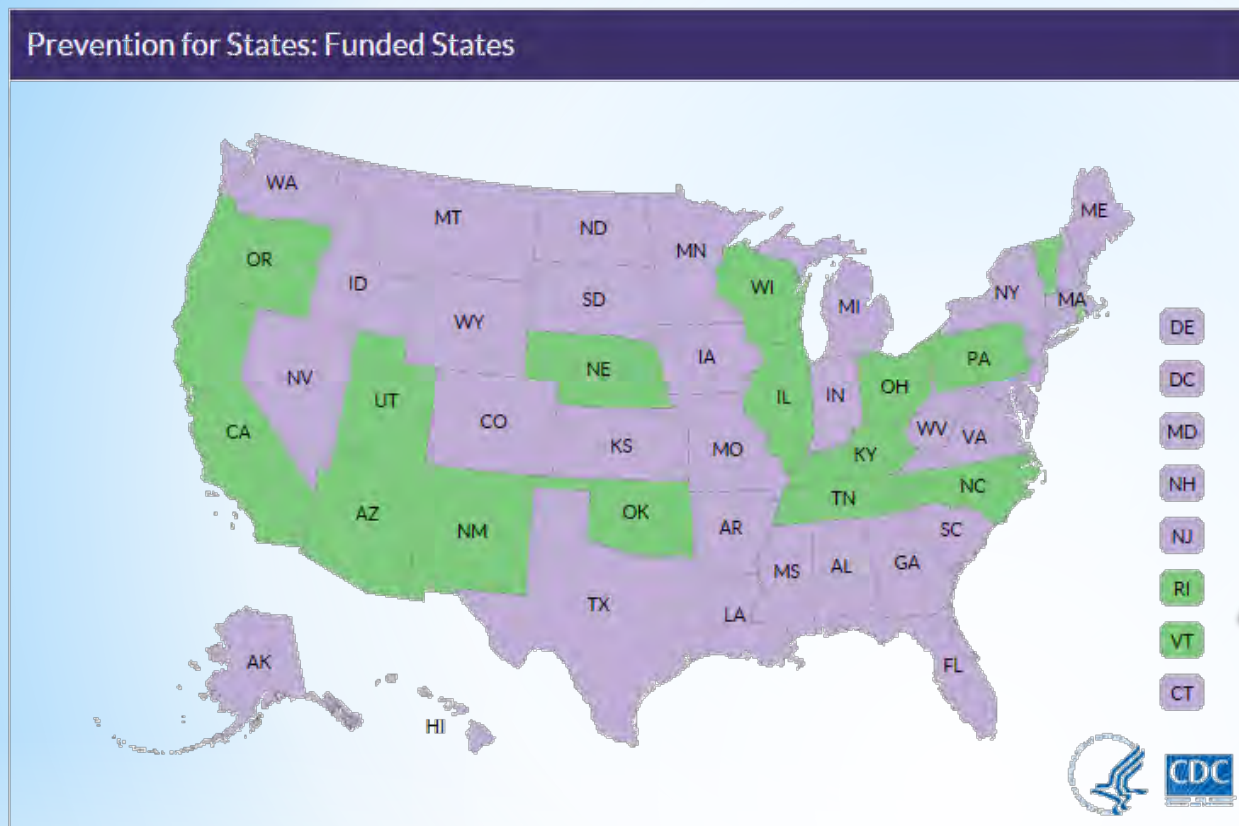 Prevention for States: Funded States
WA
MT
ND
MN
ME
OR
ID
SD
WI
NY
MA
MI
WY
NV
NE
IA
PA
UT
CO
IL
IN
OH
CA
KS
MO
WV
VA
KY
AZ
NM
OK
AR
TN
NC
SC
MS
AL
GA
TX
LA
AK
FL
HI
DE
DC
MD
NH
NJ
RI
VT
CT
CDC